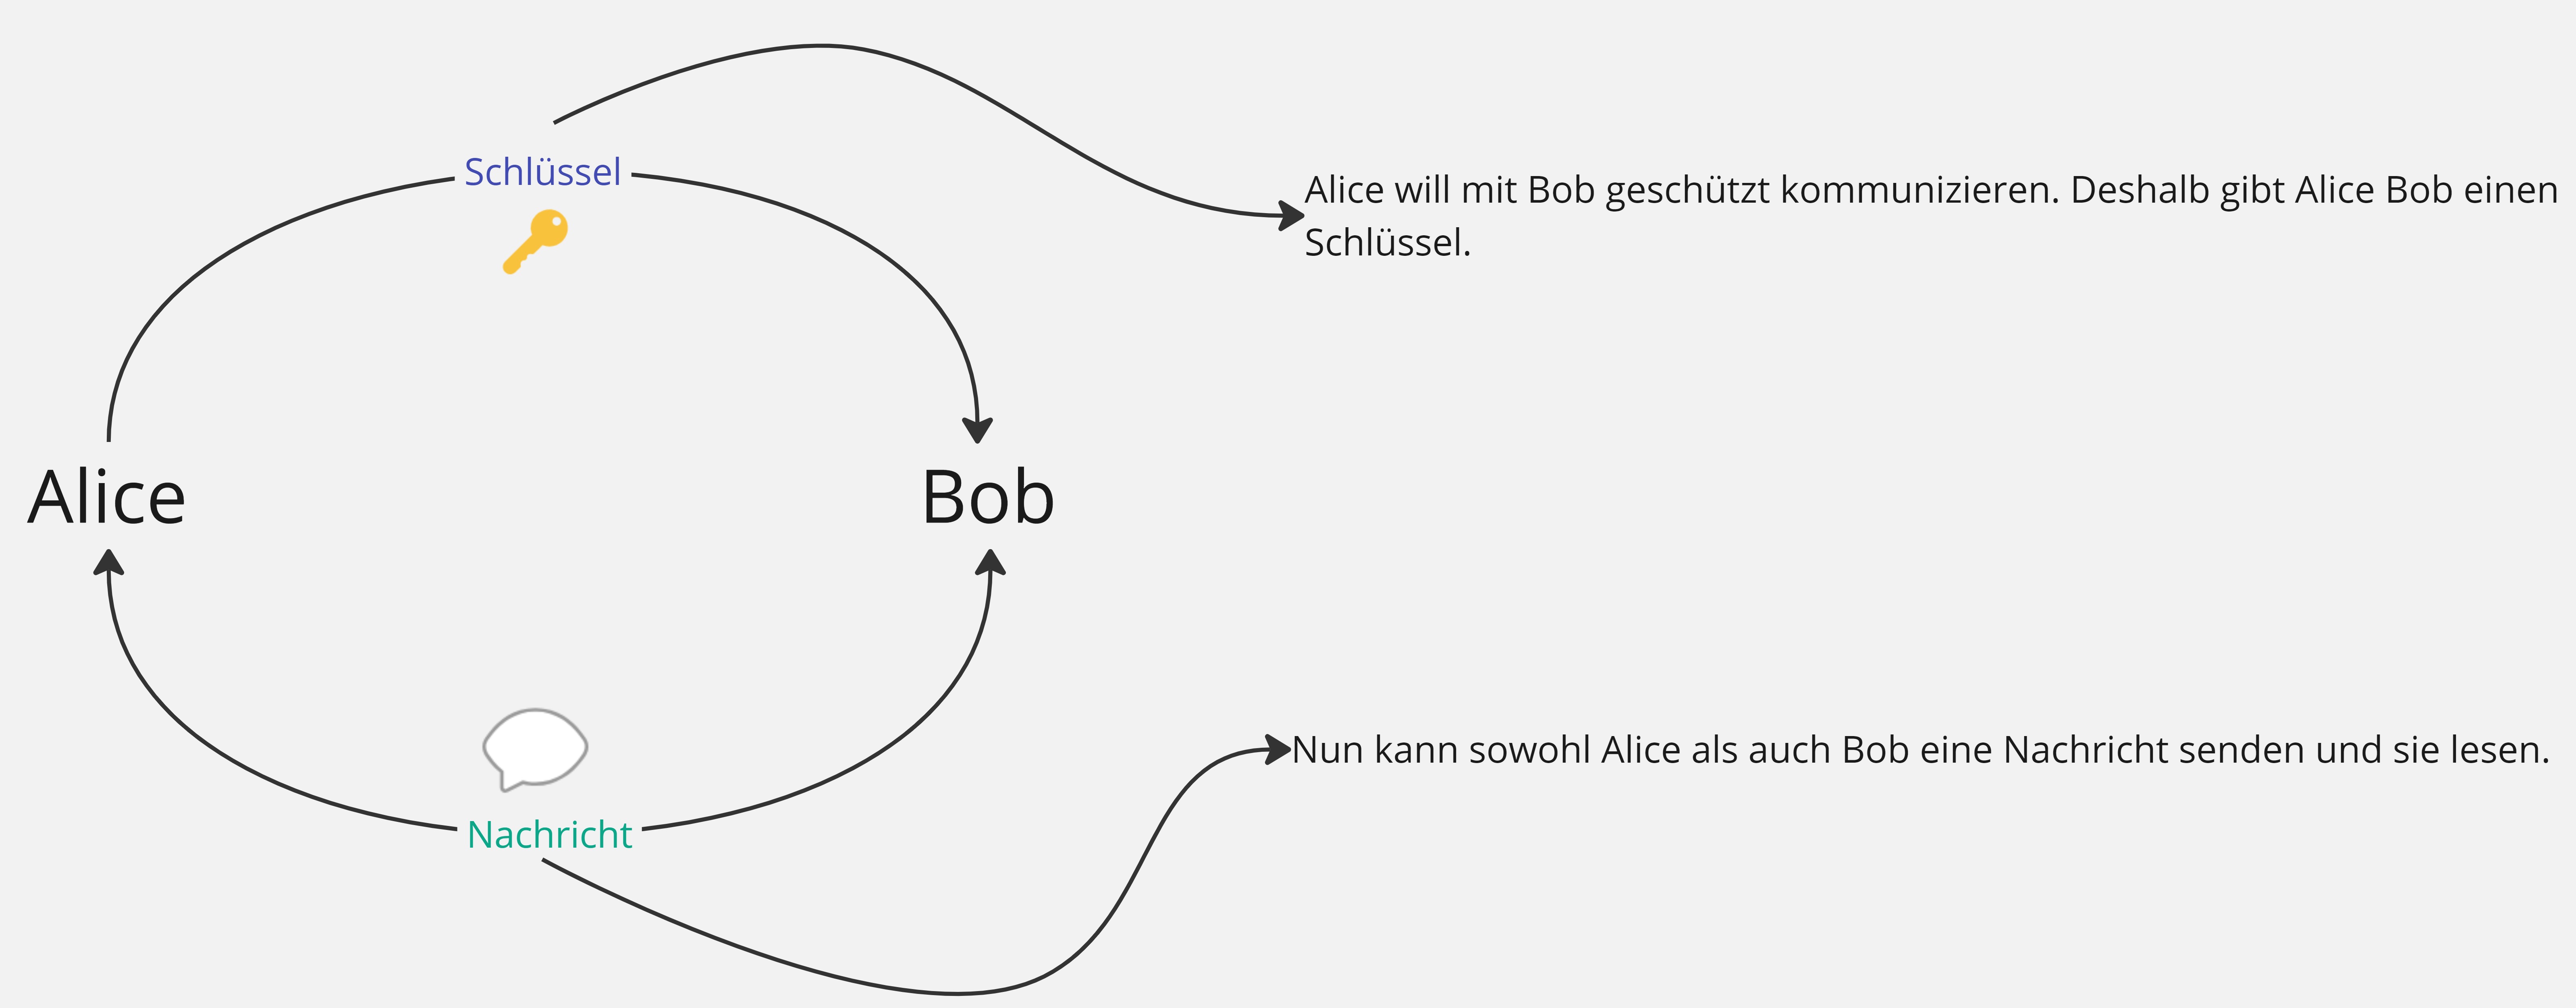 Schlüssel
Alice will mit Bob geschützt kommunizieren. Deshalb gibt Alice Bob einen
Schlüssel.
Alice
Bob
Nun kann sowohl Alice als auch Bob eine Nachricht senden und sie lesen.
Nachricht